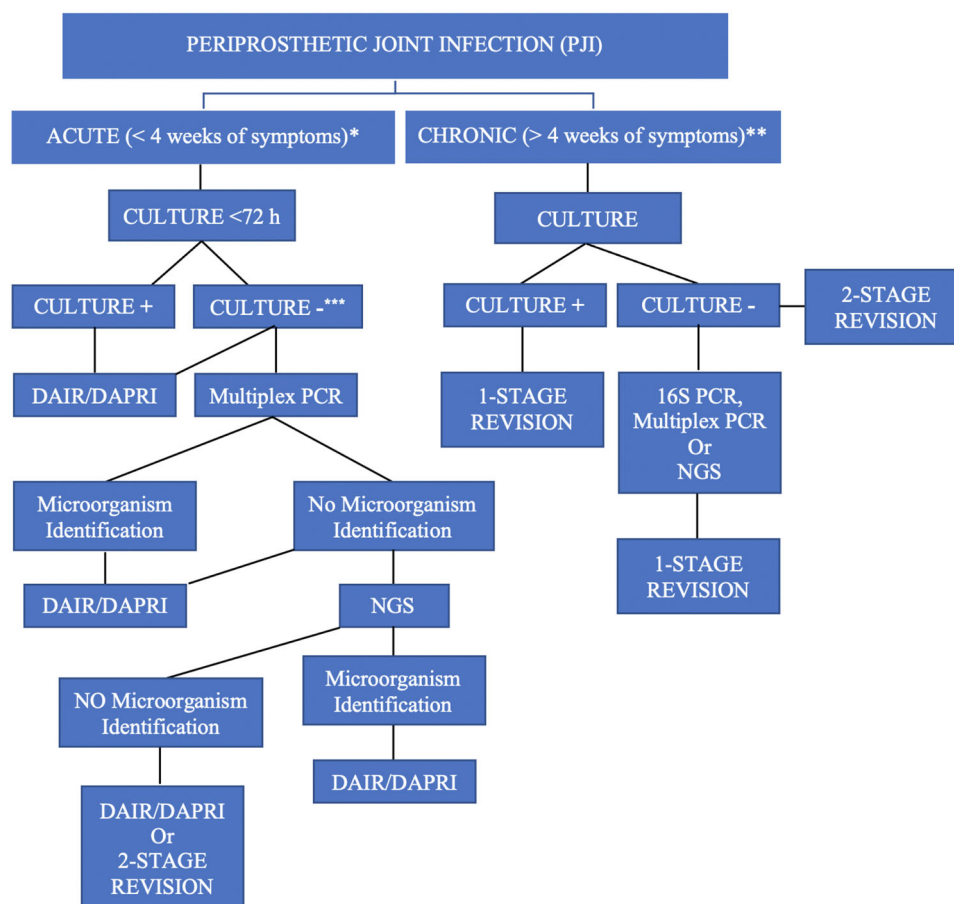 PERIPROSTHETIC JOINT INFECTION (PJI)
ACUTE (< 4 weeks of symptoms)*
CHRONIC (> 4 weeks of symptoms)**
CULTURE <72 h
CULTURE
CULTURE +
CULTURE -***
CULTURE +
CULTURE -
2-STAGE
REVISION
DAIR/DAPRI
Multiplex PCR
1-STAGE
REVISION
16S PCR,
Multiplex PCR
Or
NGS
Microorganism
Identification
No Microorganism
Identification
1-STAGE
REVISION
DAIR/DAPRI
NGS
NO Microorganism
Identification
Microorganism
Identification
DAIR/DAPRI
DAIR/DAPRI
Or
2-STAGE
REVISION